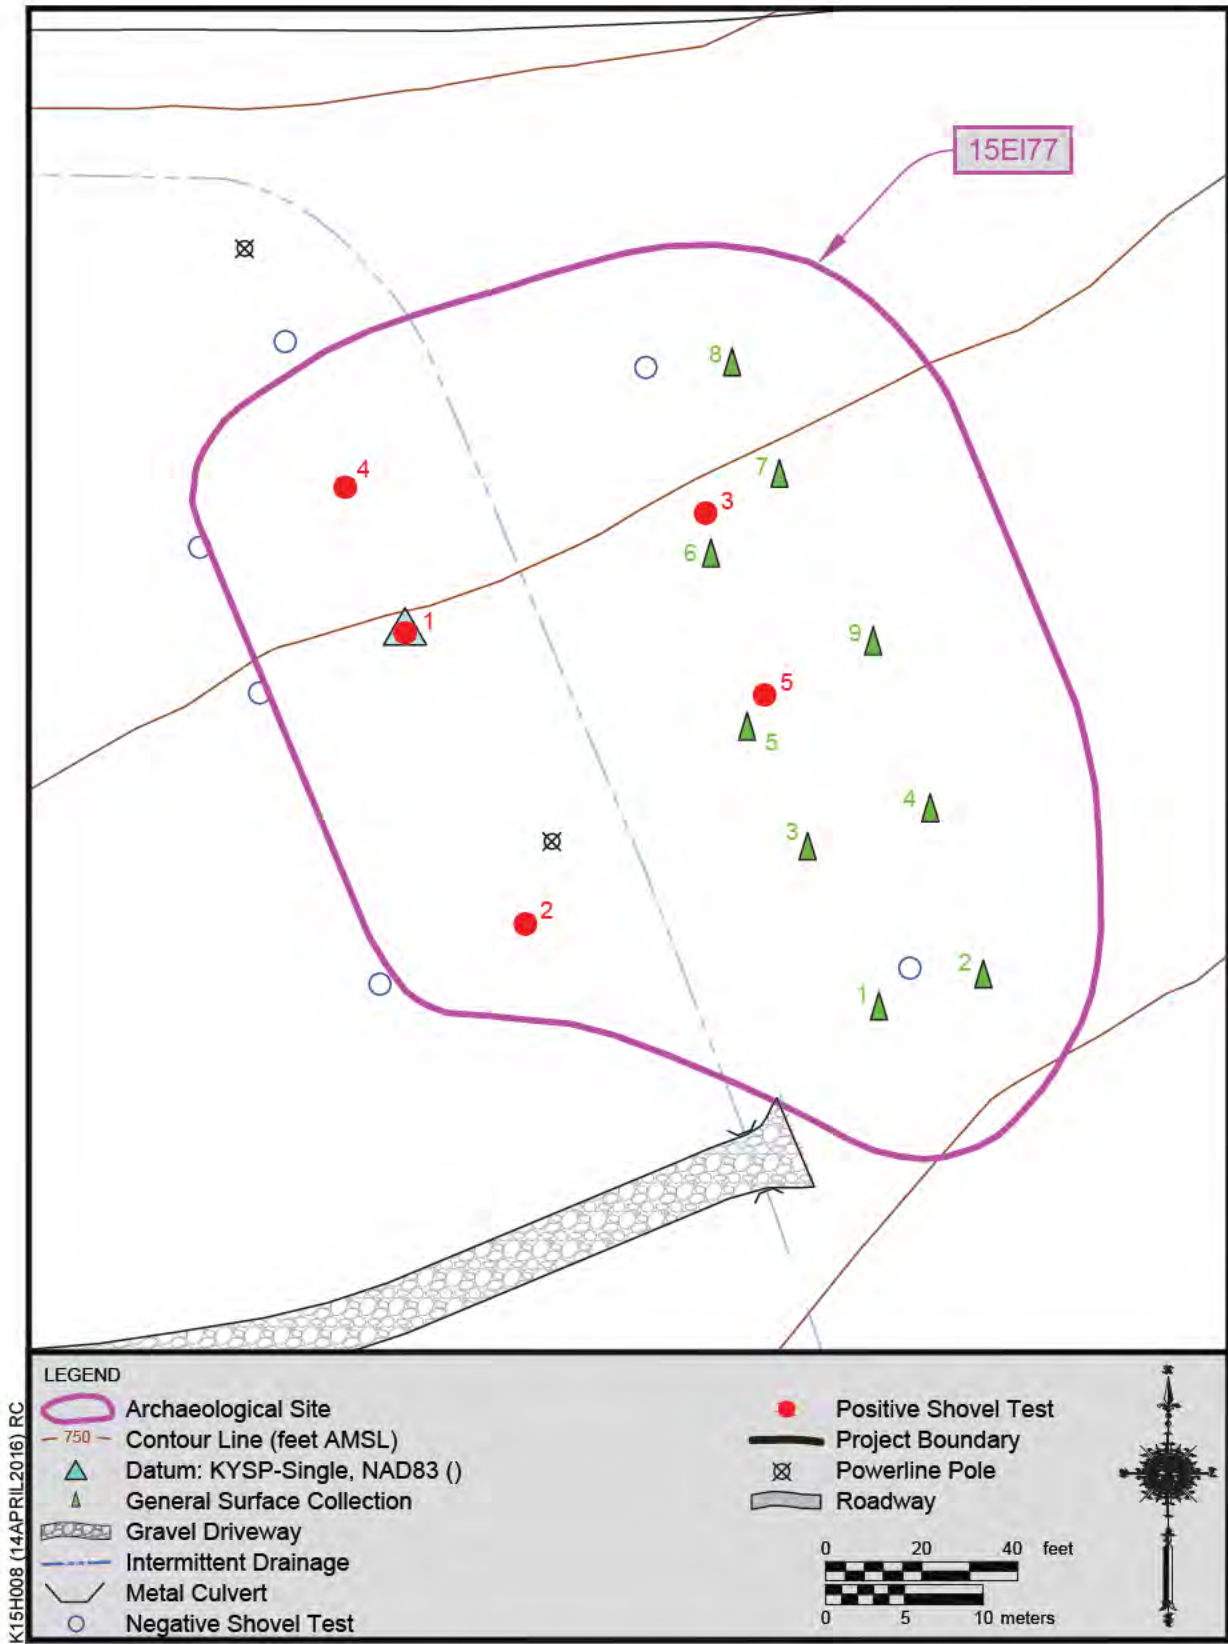 15El77
8
4
7
3
6
1
9
5
5
4
3
2
2
1
LEGEND
Archaeological Site
750 Contour Line (feet AMSL)
Datum: KYSP-Single, NAD83 ()
General Surface Collection
Gravel Driveway
Intermittent Drainage
Metal Culvert
Negative Shovel Test
Positive Shovel Test
Project Boundary
Powerline Pole
Roadway
0 20 40 feet
0 5 10 meters
K15H008 (14APRIL2016) RC